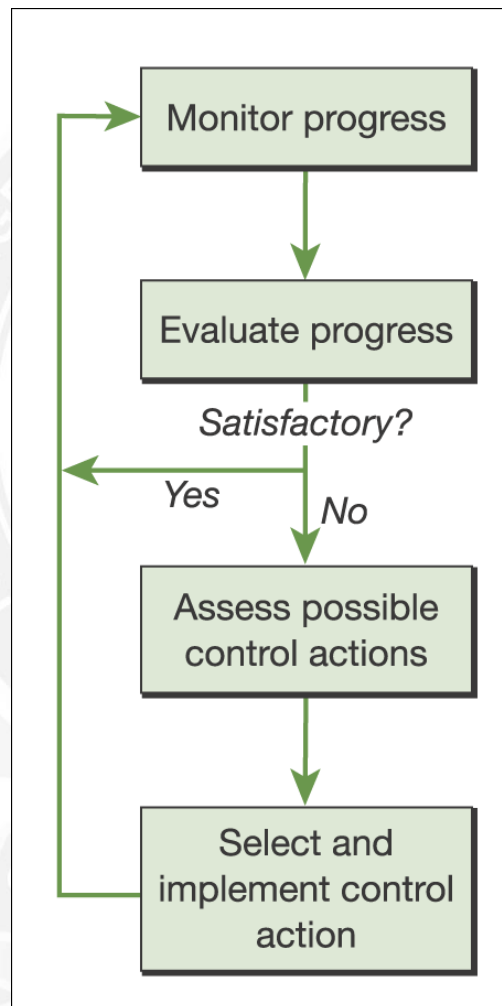 Monitor progress
Evaluate progress
Satisfactory?
Yes
No
Assess possible
control actions
Select and
implement control
action